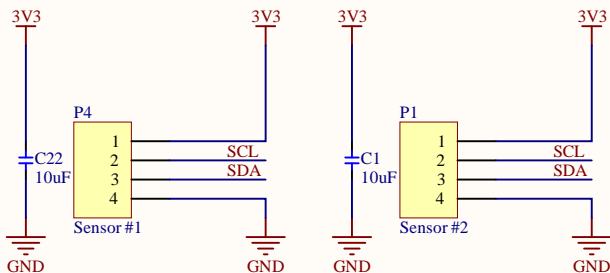 3V3
3V3
3V3
3V3
P4
P1
1
SCL
2
SDA
3
4
C22
10uF
1
SCL
2
SDA
3
4
C1
10uF
Sensor #1
Sensor #2
GND
GND
GND
GND